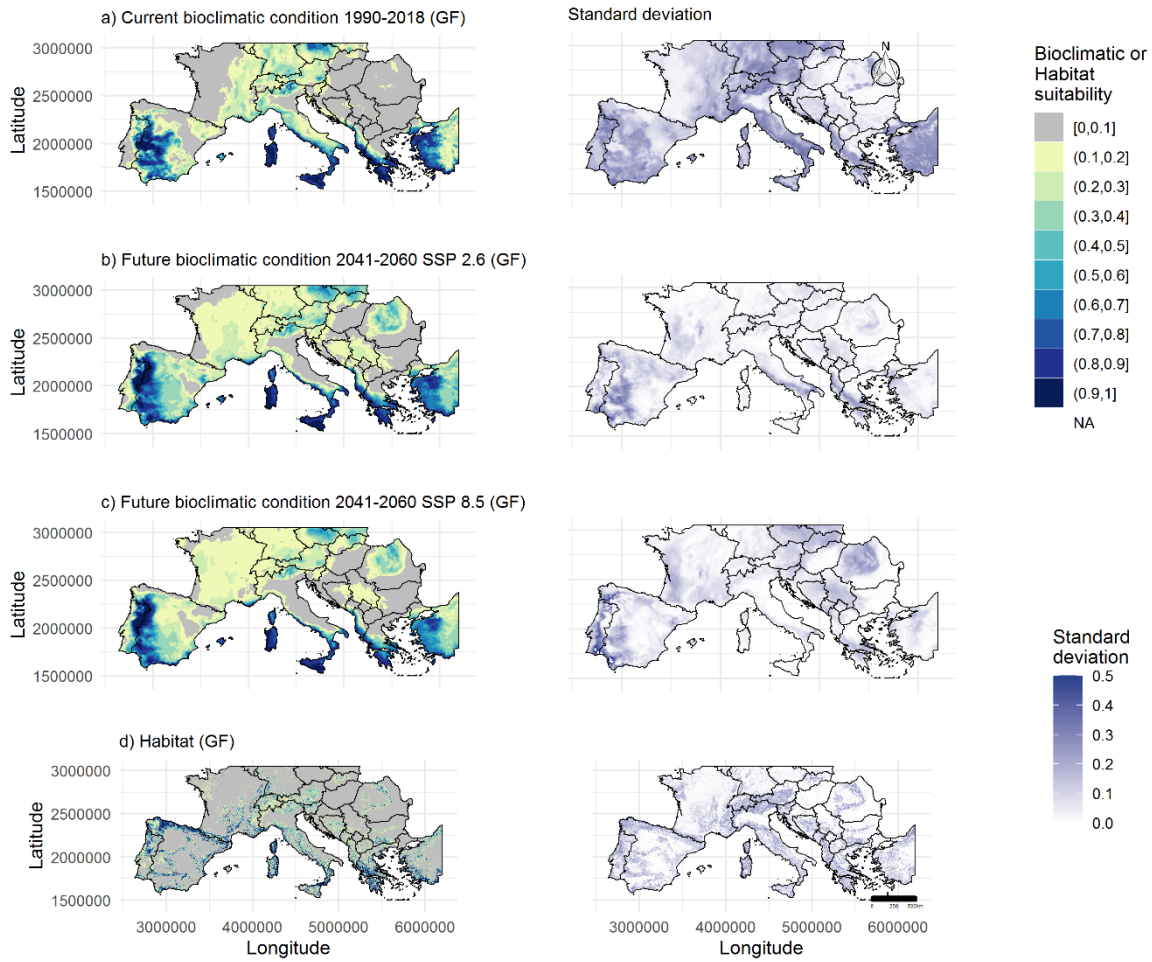 a) Current bioclimatic condition 1990-2018 (GF)
Standard deviation
N
Latitude
3000000
2500000
2000000
1500000
b) Future bioclimatic condition 2041-2060 SSP 2.6 (GF)
Latitude
3000000
2500000
2000000
1500000
c) Future bioclimatic condition 2041-2060 SSP 8.5 (GF)
Latitude
3000000
2500000
2000000
1500000
d) Habitat (GF)
Latitude
3000000
2500000
2000000
1500000
0 250 500km
3000000 4000000 5000000 6000000
Longitude
3000000 4000000 5000000 6000000
Longitude
Bioclimatic or
Habitat
suitability
[0,0.1]
(0.1,0.2]
(0.2,0.3]
(0.3,0.4]
(0.4,0.5]
(0.5,0.6]
(0.6,0.7]
(0.7,0.8]
(0.8,0.9]
(0.9,1]
NA
Standard
deviation
0.5
0.4
0.3
0.2
0.1
0.0